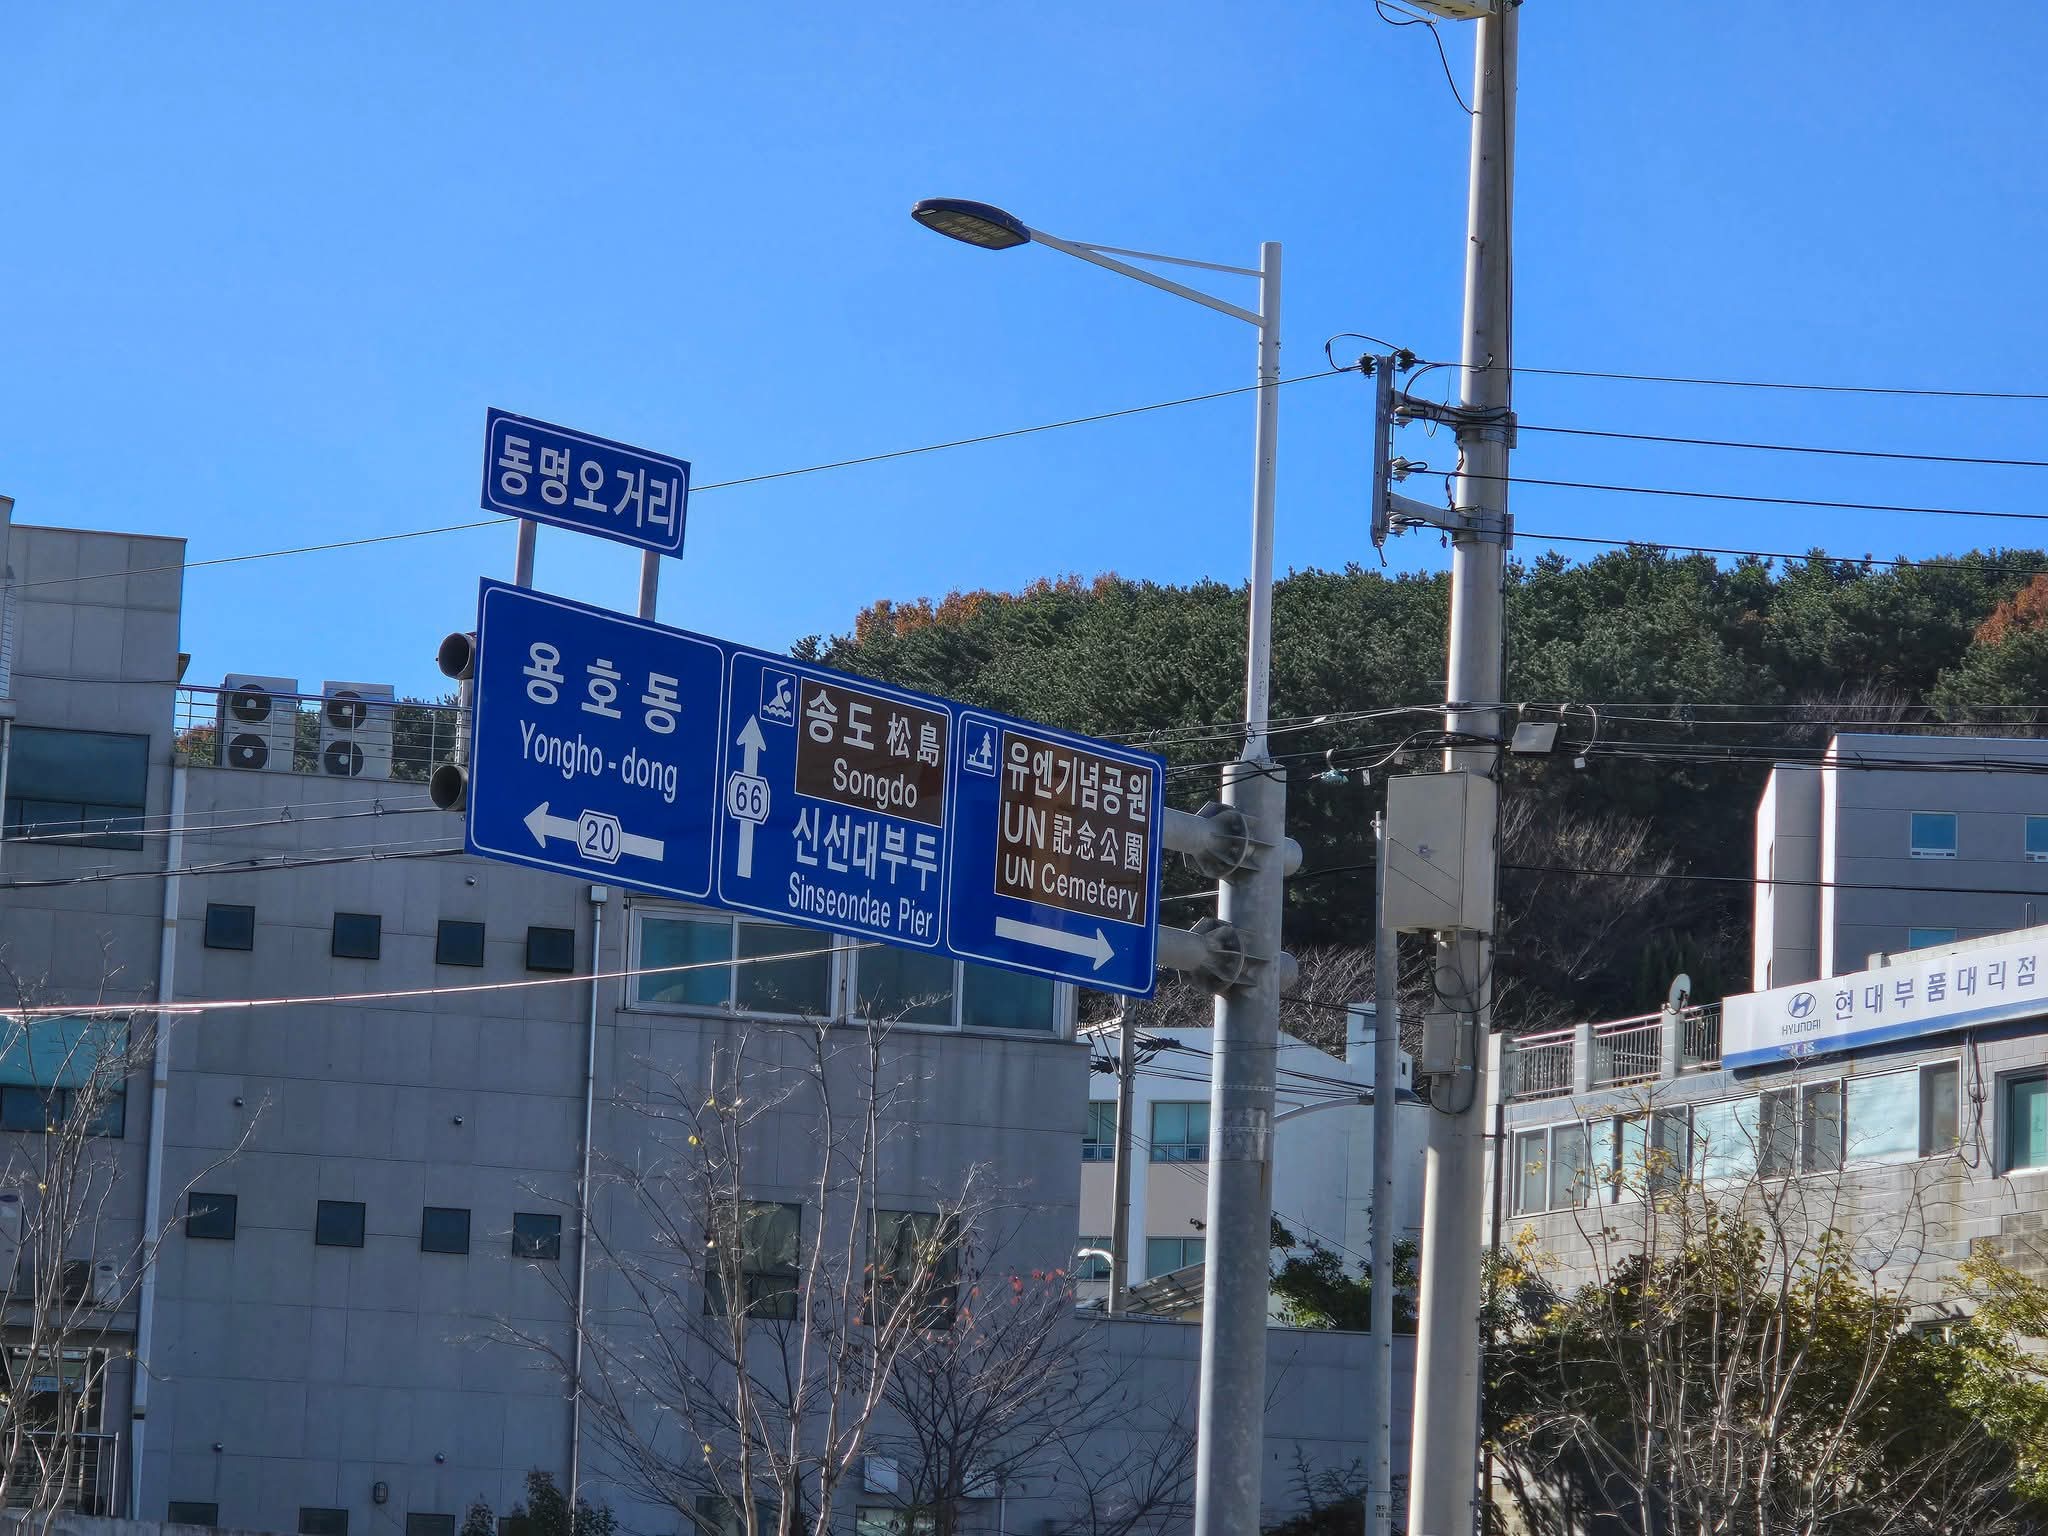 동명오거리
용호동
Yongho-dong
20
66
송도 松島
Songdo
신선대부두
Sinseondae Pier
유엔기념공원
UN 記念公園
UN Cemetery
HYUNDAI 현대부품대리점